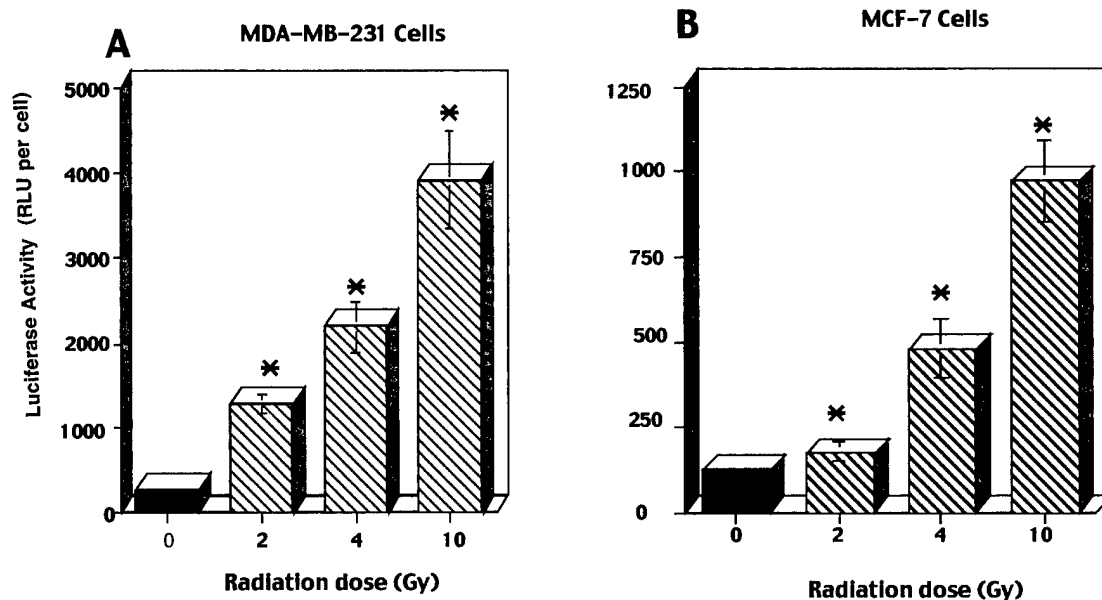 A
MDA-MB-231 Cells
Luciferase Activity (RLU per cell)
5000
4000
3000
2000
1000
0
* * *
0 2 4 10
Radiation dose (Gy)
B
MCF-7 Cells
1250
1000
750
500
250
0
* * *
0 2 4 10
Radiation dose (Gy)